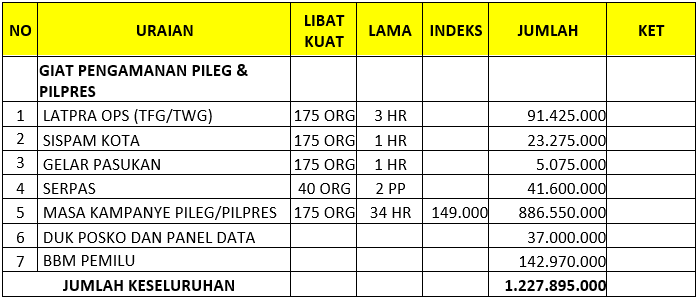 NO URAIAN LIBAT KUAT LAMA INDEKS JUMLAH KET
GIAT PENGAMANAN PILEG &
PILPRES
1 LATPRA OPS (TFG/TWG) 175 ORG 3 HR 91.425.000
2 SISPAM KOTA 175 ORG 1 HR 23.275.000
3 GELAR PASUKAN 175 ORG 1 HR 5.075.000
4 SERPAS 40 ORG 2 PP 41.600.000
5 MASA KAMPANYE PILEG/PILPRES 175 ORG 34 HR 149.000 886.550.000
6 DUK POSKO DAN PANEL DATA 37.000.000
7 BBM PEMILU 142.970.000
JUMLAH KESELURUHAN 1.227.895.000